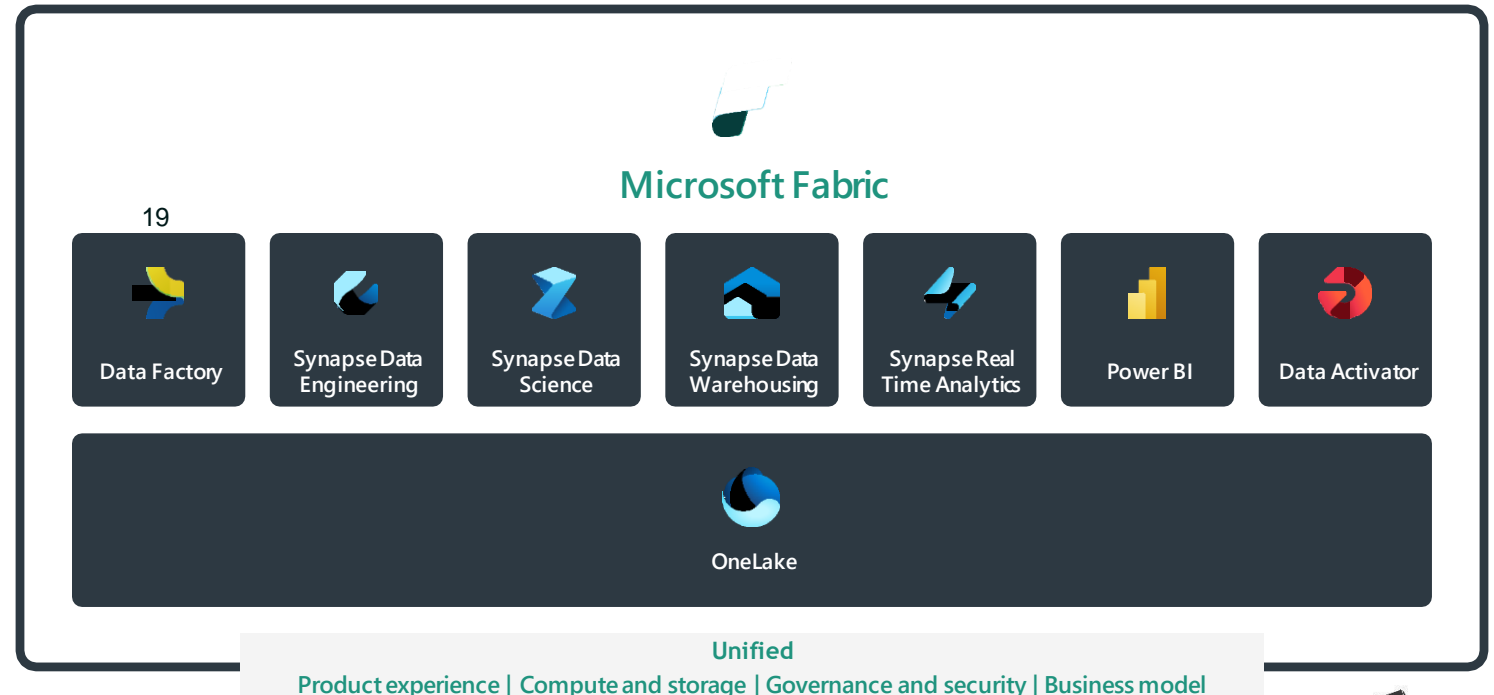 Microsoft Fabric
19
Data Factory
Synapse Data
Engineering
Synapse Data
Science
Synapse Data
Warehousing
Synapse Real
Time Analytics
Power BI
Data Activator
OneLake
Unified
Product experience | Compute and storage | Governance and security | Business model